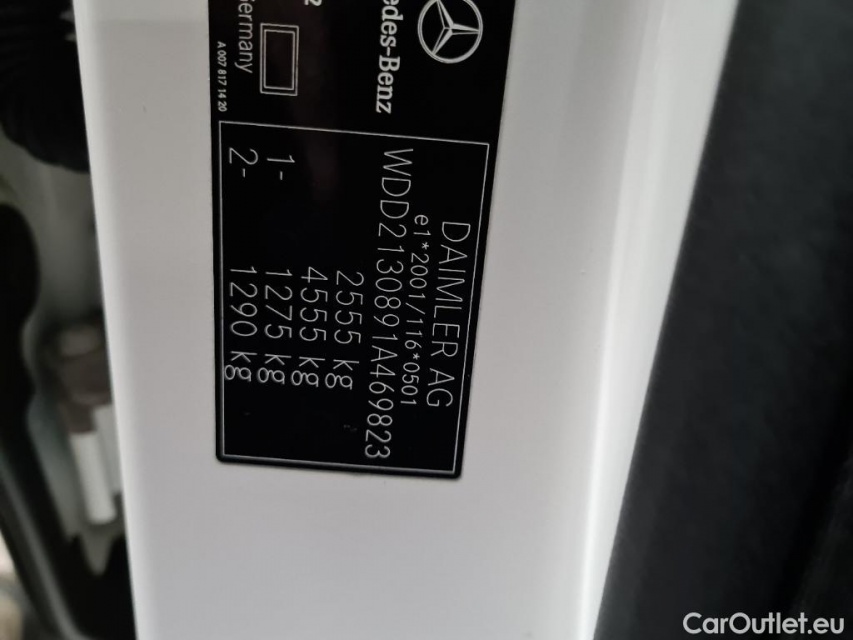 Mercedes-Benz
Germany
A 007 817 14 20
DAIMLER AG
e1*2001/116*0501
WDD2130891A469823
2555 kg
4555 kg
1- 1275 kg
2- 1290 kg
CarOutlet.eu